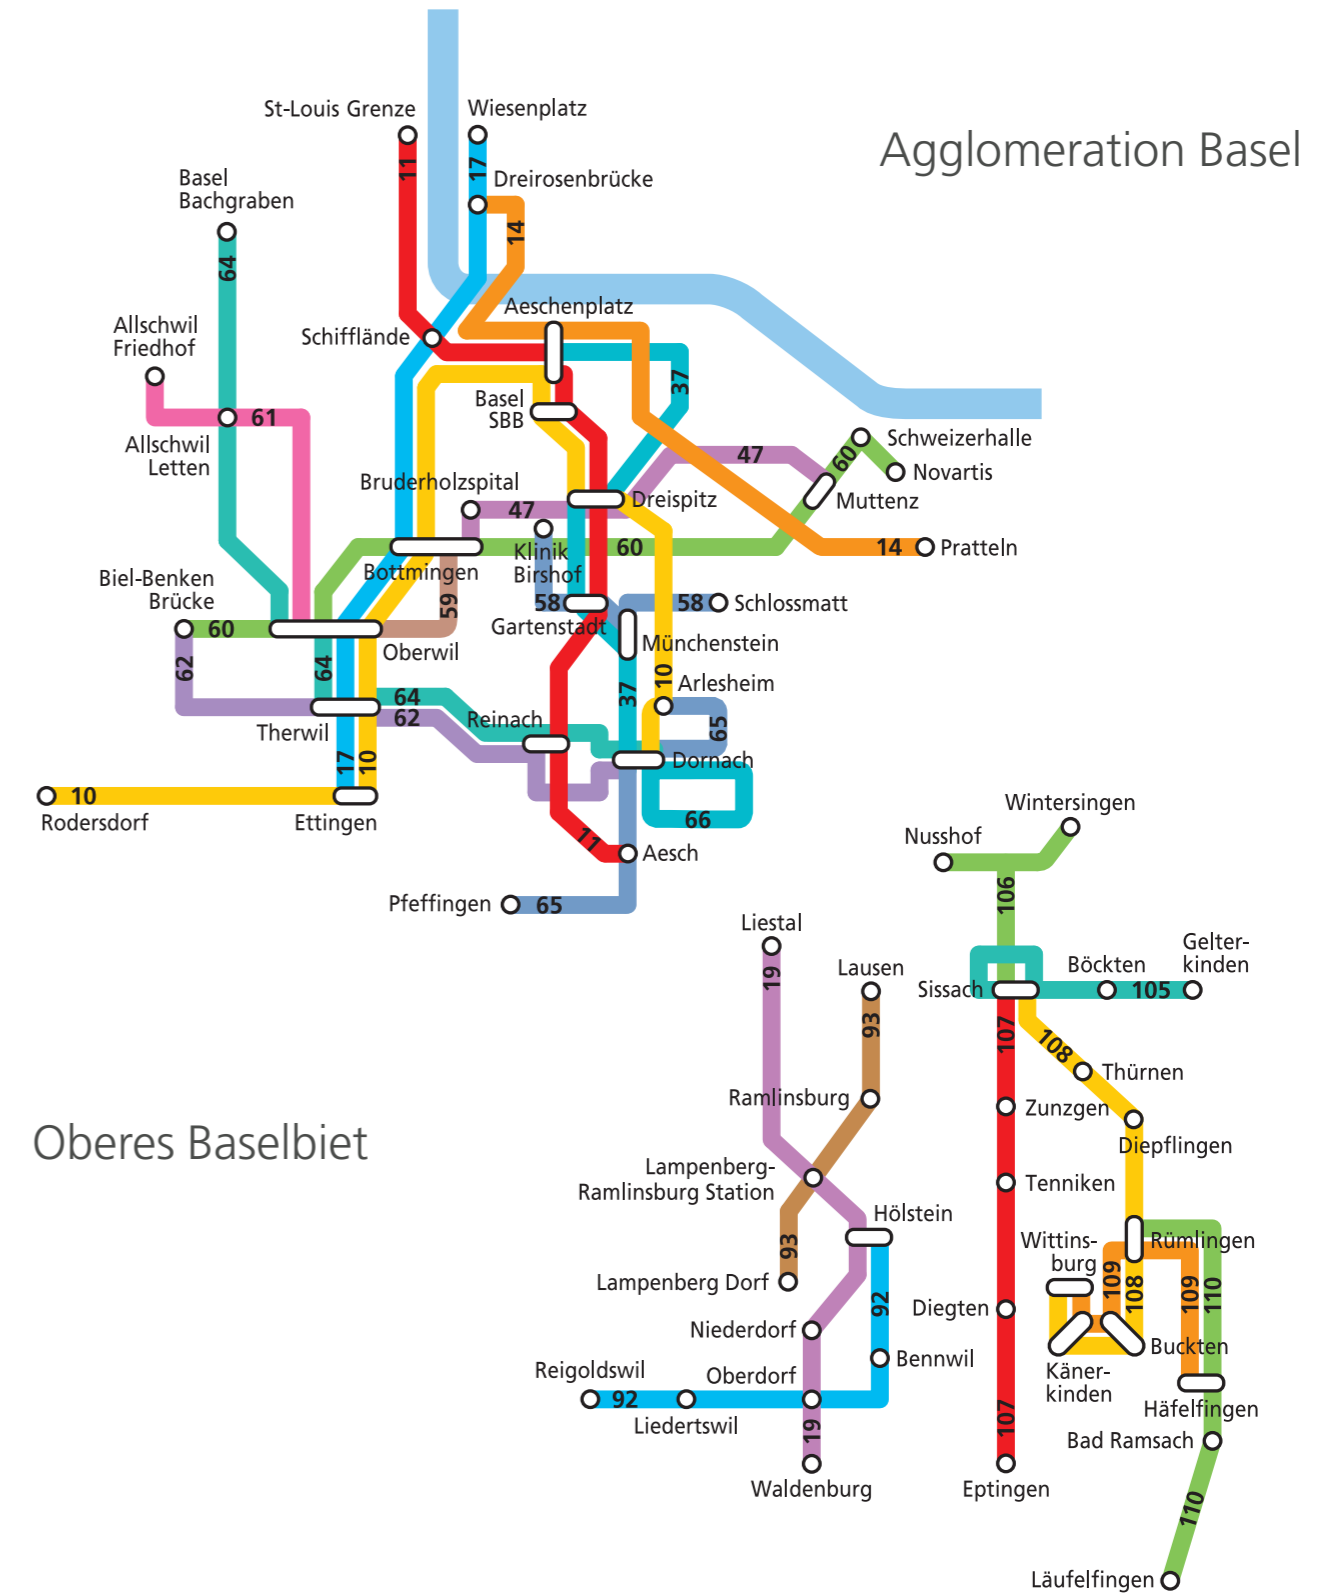 St-Louis Grenze
Wiesenplatz
Agglomeration Basel
11
17
Dreirosenbrücke
Basel
Bachgraben
14
64
Aeschenplatz
Allschwil
Friedhof
Schifflände
37
Basel
SBB
61
Schweizerhalle
Allschwil
Letten
47
60
Novartis
Bruderholzspital
Dreispitz
Muttenz
47
Klinik
Birshof
60
14
Pratteln
Bottmingen
Biel-Benken
Brücke
59
58
58
Schlossmatt
60
Gartenstadt
Münchenstein
Oberwil
62
64
10
Arlesheim
37
64
62
Reinach
65
Therwil
17
10
Dornach
10
Rodersdorf
Ettingen
66
Wintersingen
11
Aesch
Nusshof
106
Pfeffingen
65
Liestal
Gelter-
kinden
19
Lausen
Böckten
Sissach
105
93
107
108
Thürnen
Ramlinsburg
Zunzgen
Oberes Baselbiet
Diepflingen
Lampenberg-
Ramlinsburg Station
Tenniken
Hölstein
93
Wittins-
burg
Rümlingen
Lampenberg Dorf
109
108
109
110
92
Diegten
Niederdorf
Buckten
Bennwil
Reigoldswil
Oberdorf
Käner-
kinden
92
Häfelfingen
Liedertswil
19
107
Bad Ramsach
Waldenburg
Eptingen
110
Läufelfingen